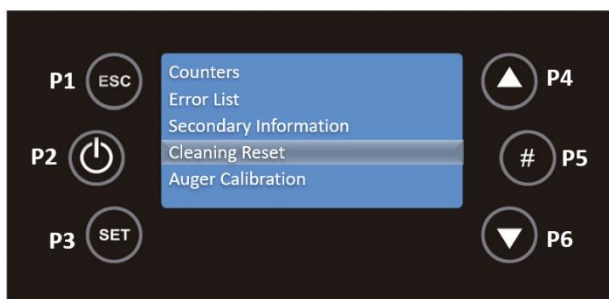 P1 ESC
Counters
Error List
Secondary Information
Cleaning Reset
Auger Calibration
P4
P2
# P5
P3 SET
P6